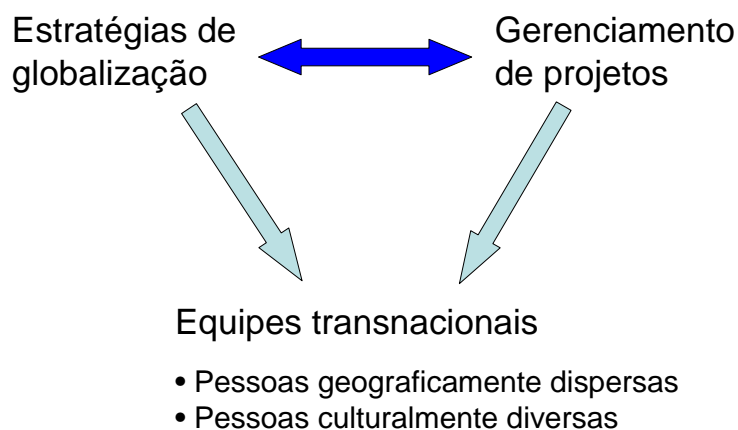 Estratégias de
globalização
Gerenciamento
de projetos
Equipes transnacionais
• Pessoas geograficamente dispersas
• Pessoas culturalmente diversas